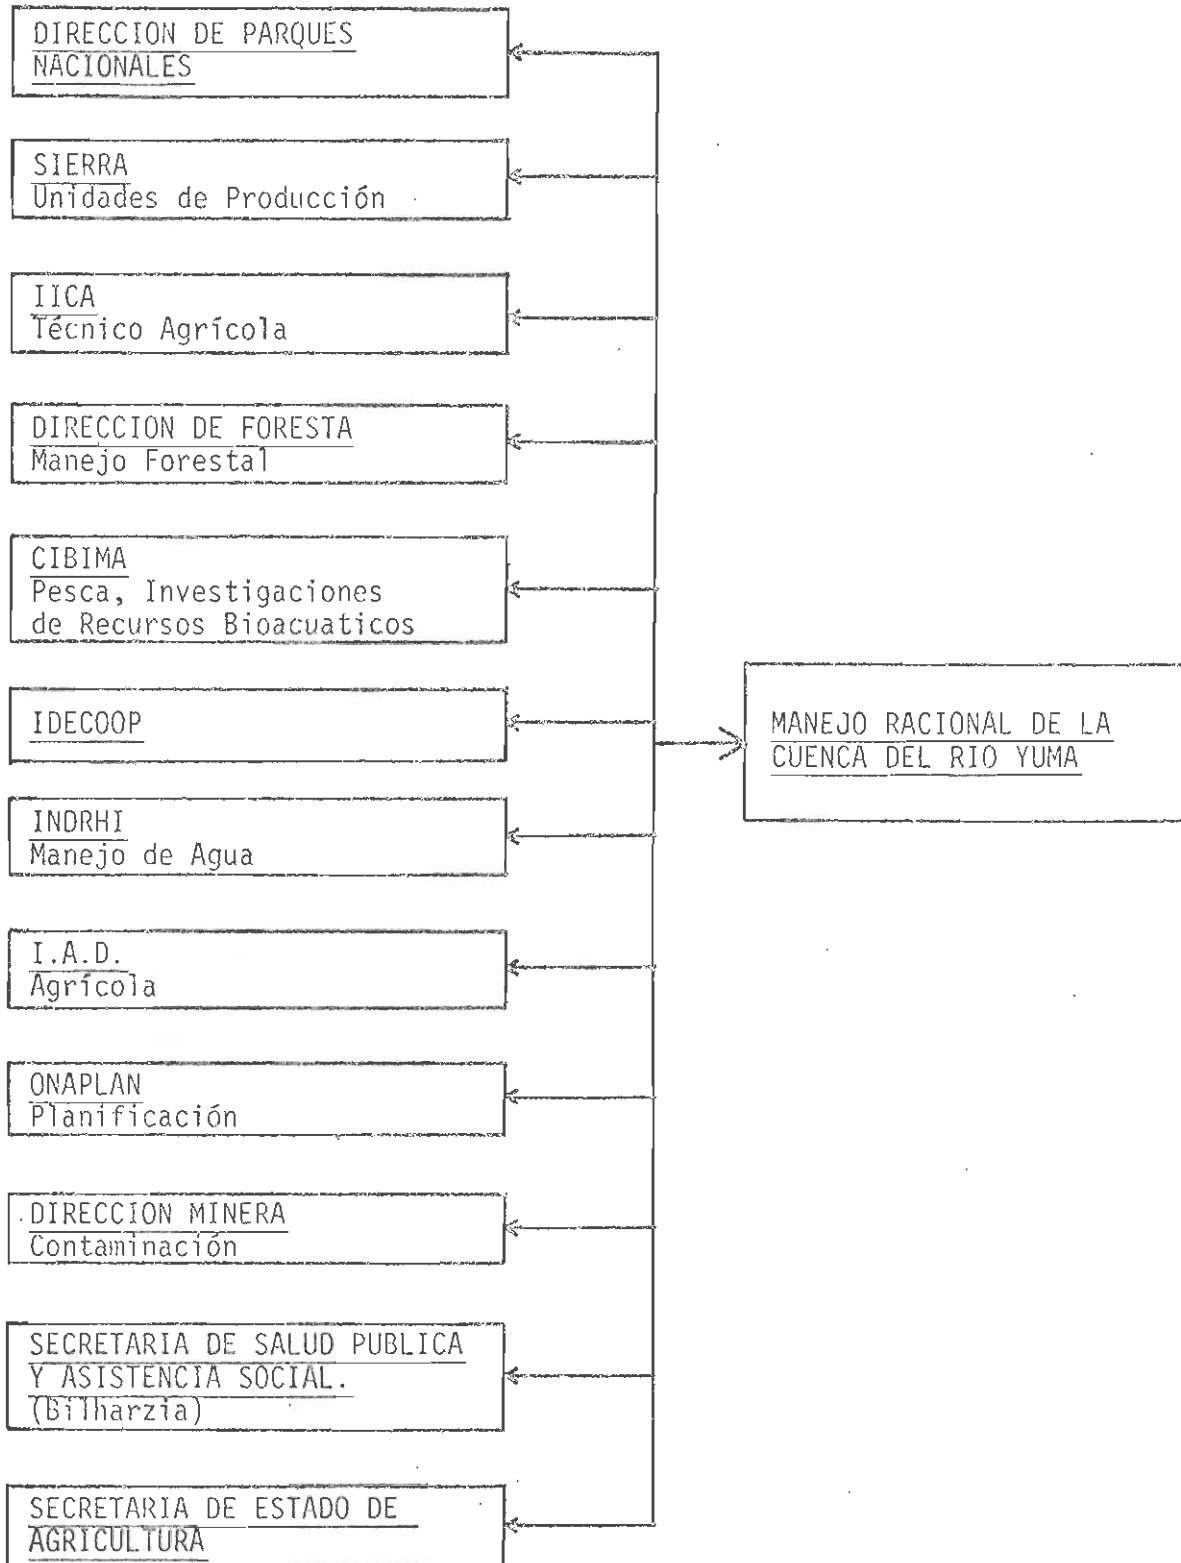 DIRECCION DE PARQUES
NACIONALES
SIERRA
Unidades de Producción
IICA
Técnico Agrícola
DIRECCION DE FORESTA
Manejo Forestal
CIBIMA
Pesca, Investigaciones
de Recursos Bioacuaticos
IDECOOP
INDRHI
Manejo de Agua
I.A.D.
Agrícola
ONAPLAN
Planificación
DIRECCION MINERA
Contaminación
SECRETARIA DE SALUD PUBLICA
Y ASISTENCIA SOCIAL.
(Bilharzia)
SECRETARIA DE ESTADO DE
AGRICULTURA
MANEJO RACIONAL DE LA
CUENCA DEL RIO YUMA